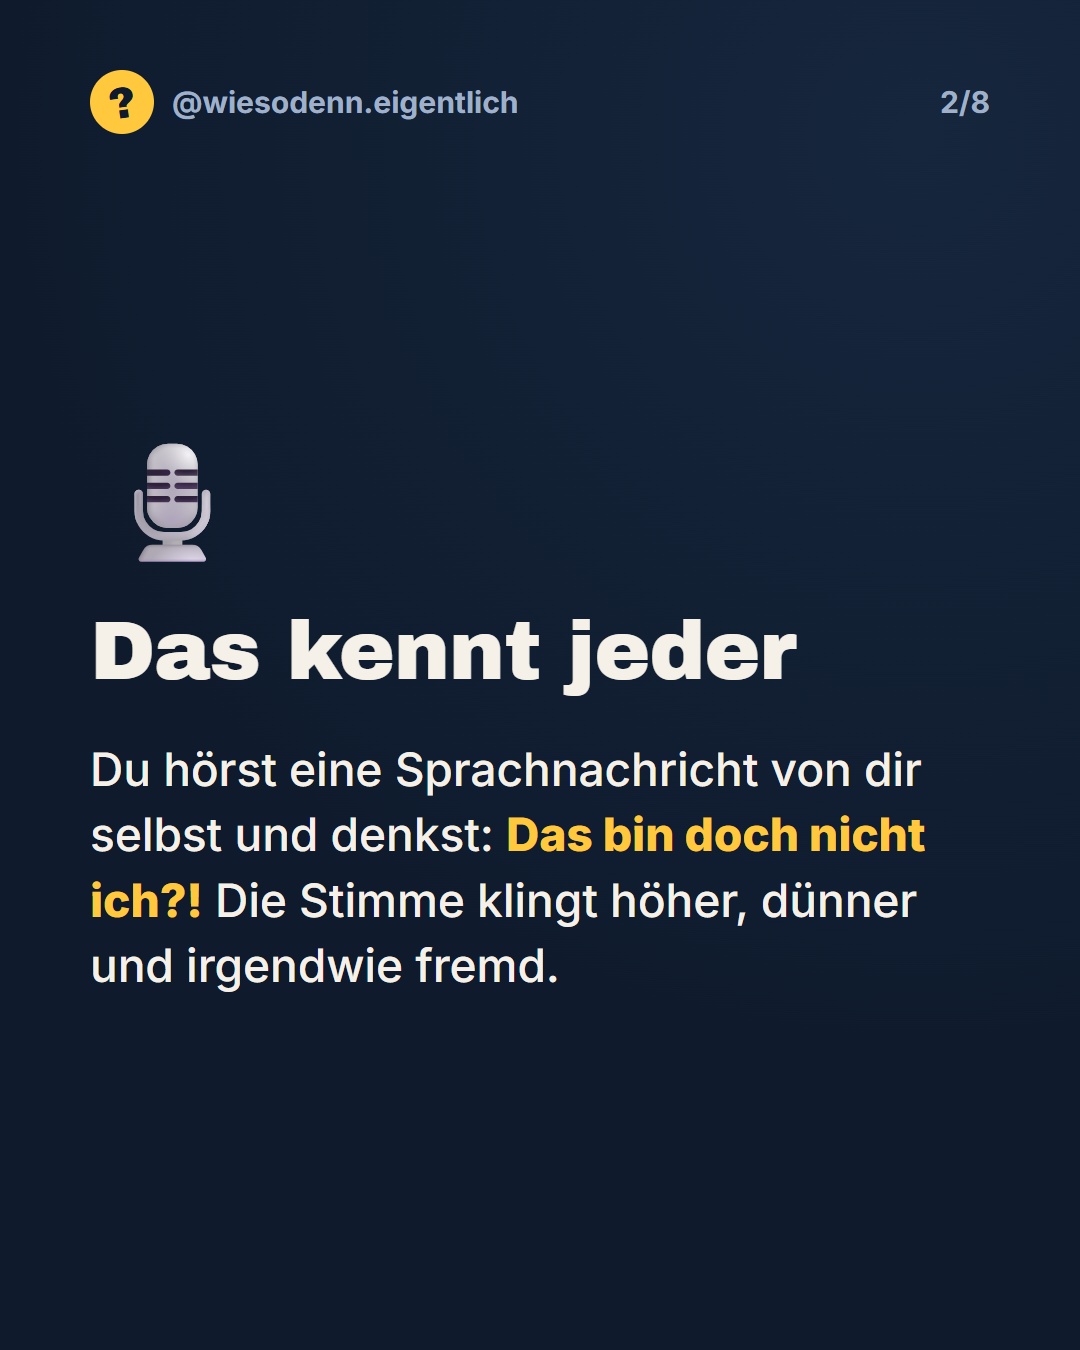 ?
@wiesodenn.eigentlich
2/8
Das kennt jeder
Du hörst eine Sprachnachricht von dir
selbst und denkst: Das bin doch nicht
ich?! Die Stimme klingt höher, dünner
und irgendwie fremd.